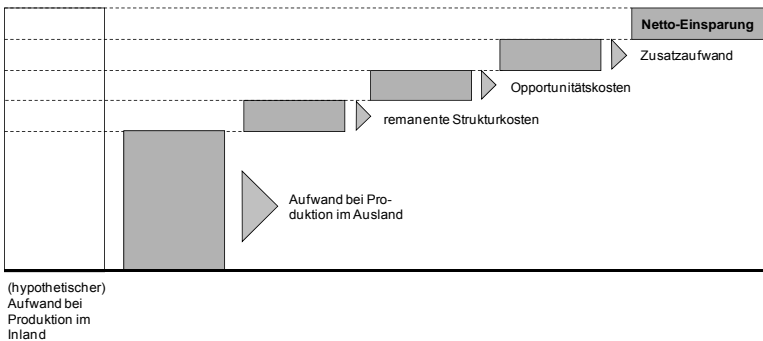 Netto-Einsparung
Zusatzaufwand
Opportunitätskosten
remanente Strukturkosten
Aufwand bei Pro-
duktion im Ausland
(hypothetischer)
Aufwand bei
Produktion im
Inland